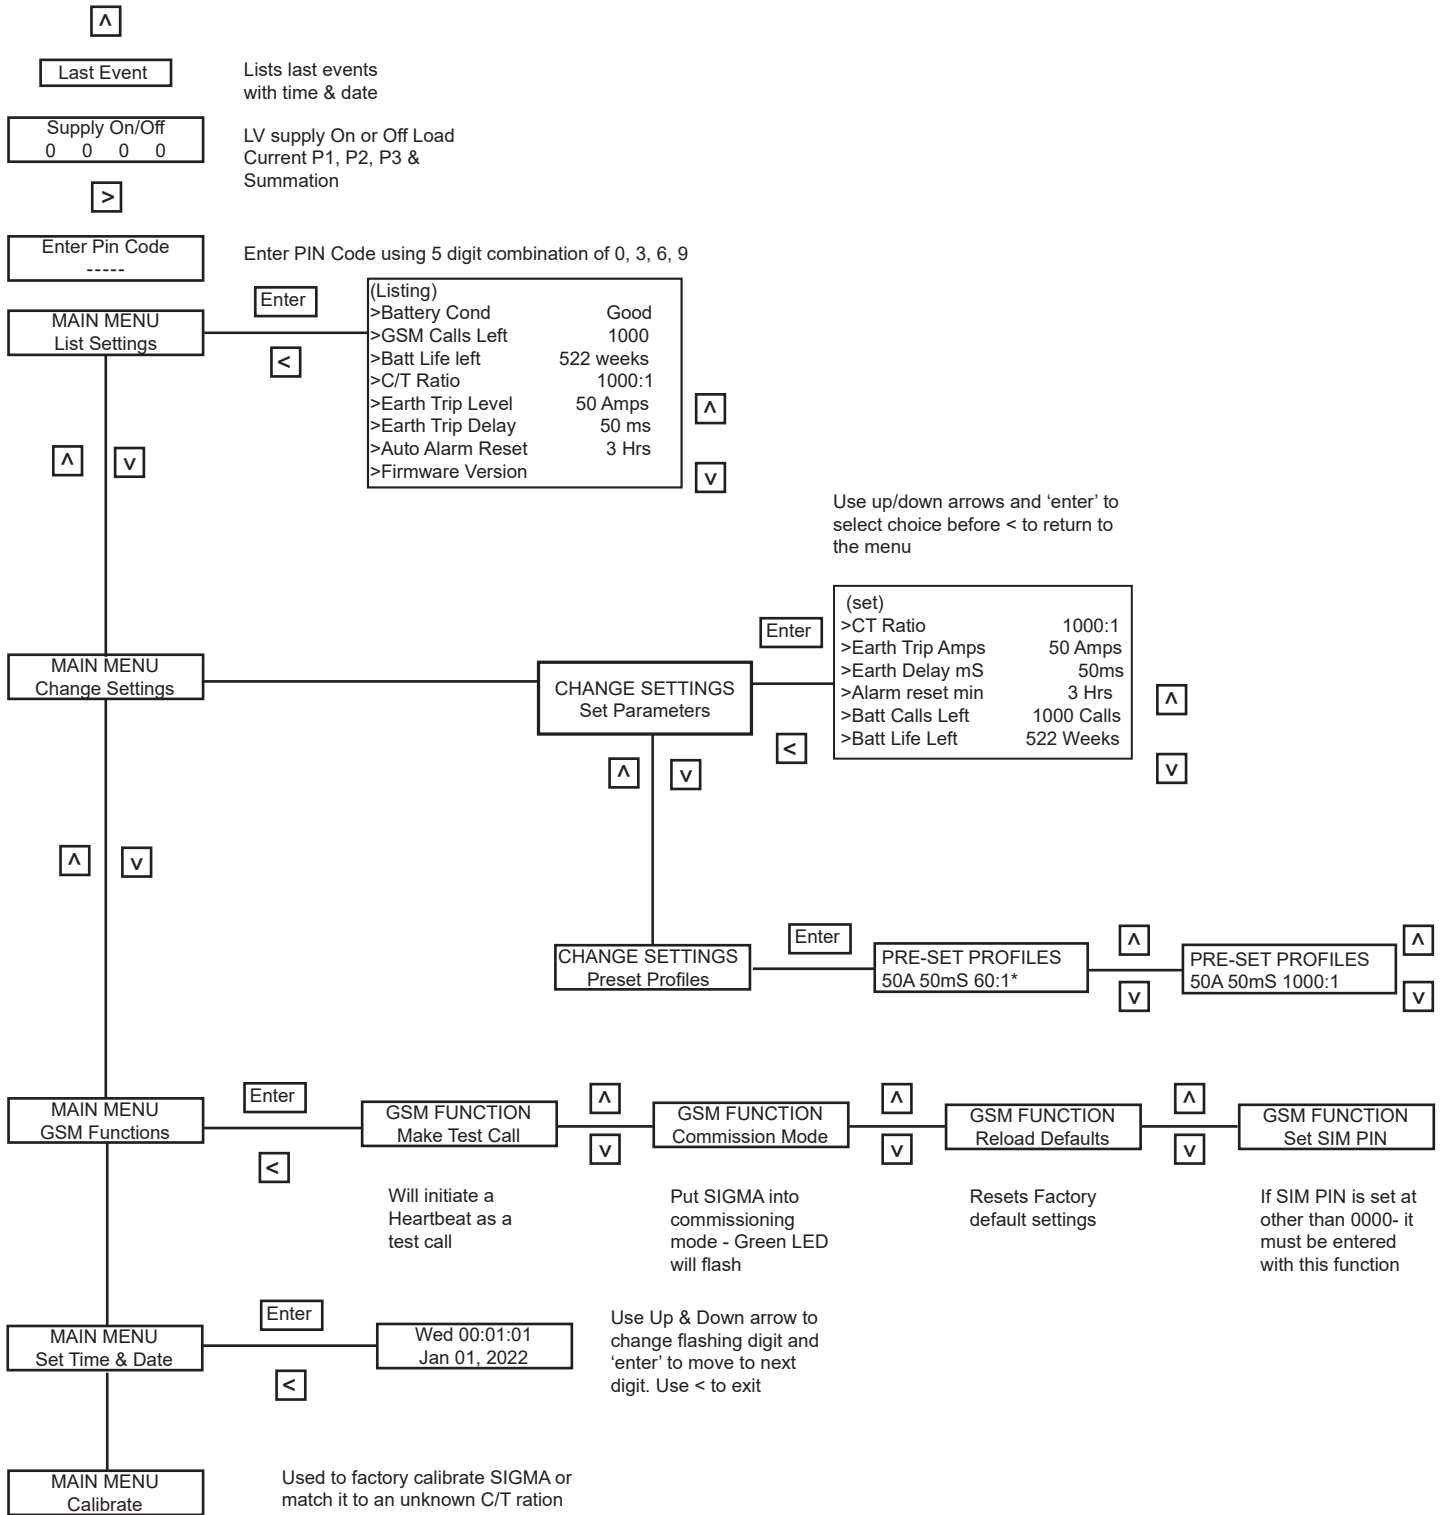 ^
Last Event
Lists last events
with time & date
Supply On/Off
0 0 0 0
LV supply On or Off Load
Current P1, P2, P3 &
Summation
>
Enter Pin Code
-----
Enter PIN Code using 5 digit combination of 0, 3, 6, 9
MAIN MENU
List Settings
Enter
<
(Listing)
>Battery Cond Good
>GSM Calls Left 1000
>Batt Life left 522 weeks
>C/T Ratio 1000:1
>Earth Trip Level 50 Amps
>Earth Trip Delay 50 ms
>Auto Alarm Reset 3 Hrs
>Firmware Version
^
v
^ v
Use up/down arrows and ‘enter’ to
select choice before < to return to
the menu
MAIN MENU
Change Settings
CHANGE SETTINGS
Set Parameters
Enter
<
(set)
>CT Ratio 1000:1
>Earth Trip Amps 50 Amps
>Earth Delay mS 50ms
>Alarm reset min 3 Hrs
>Batt Calls Left 1000 Calls
>Batt Life Left 522 Weeks
^
v
^ v
^ v
CHANGE SETTINGS
Preset Profiles
Enter
PRE-SET PROFILES
50A 50mS 60:1*
^
v
PRE-SET PROFILES
50A 50mS 1000:1
^
v
MAIN MENU
GSM Functions
Enter
<
GSM FUNCTION
Make Test Call
^
v
GSM FUNCTION
Commission Mode
^
v
GSM FUNCTION
Reload Defaults
^
v
GSM FUNCTION
Set SIM PIN
Will initiate a
Heartbeat as a
test call
Put SIGMA into
commissioning
mode - Green LED
will flash
Resets Factory
default settings
If SIM PIN is set at
other than 0000- it
must be entered
with this function
MAIN MENU
Set Time & Date
Enter
<
Wed 00:01:01
Jan 01, 2022
Use Up & Down arrow to
change flashing digit and
‘enter’ to move to next
digit. Use < to exit
MAIN MENU
Calibrate
Used to factory calibrate SIGMA or
match it to an unknown C/T ration